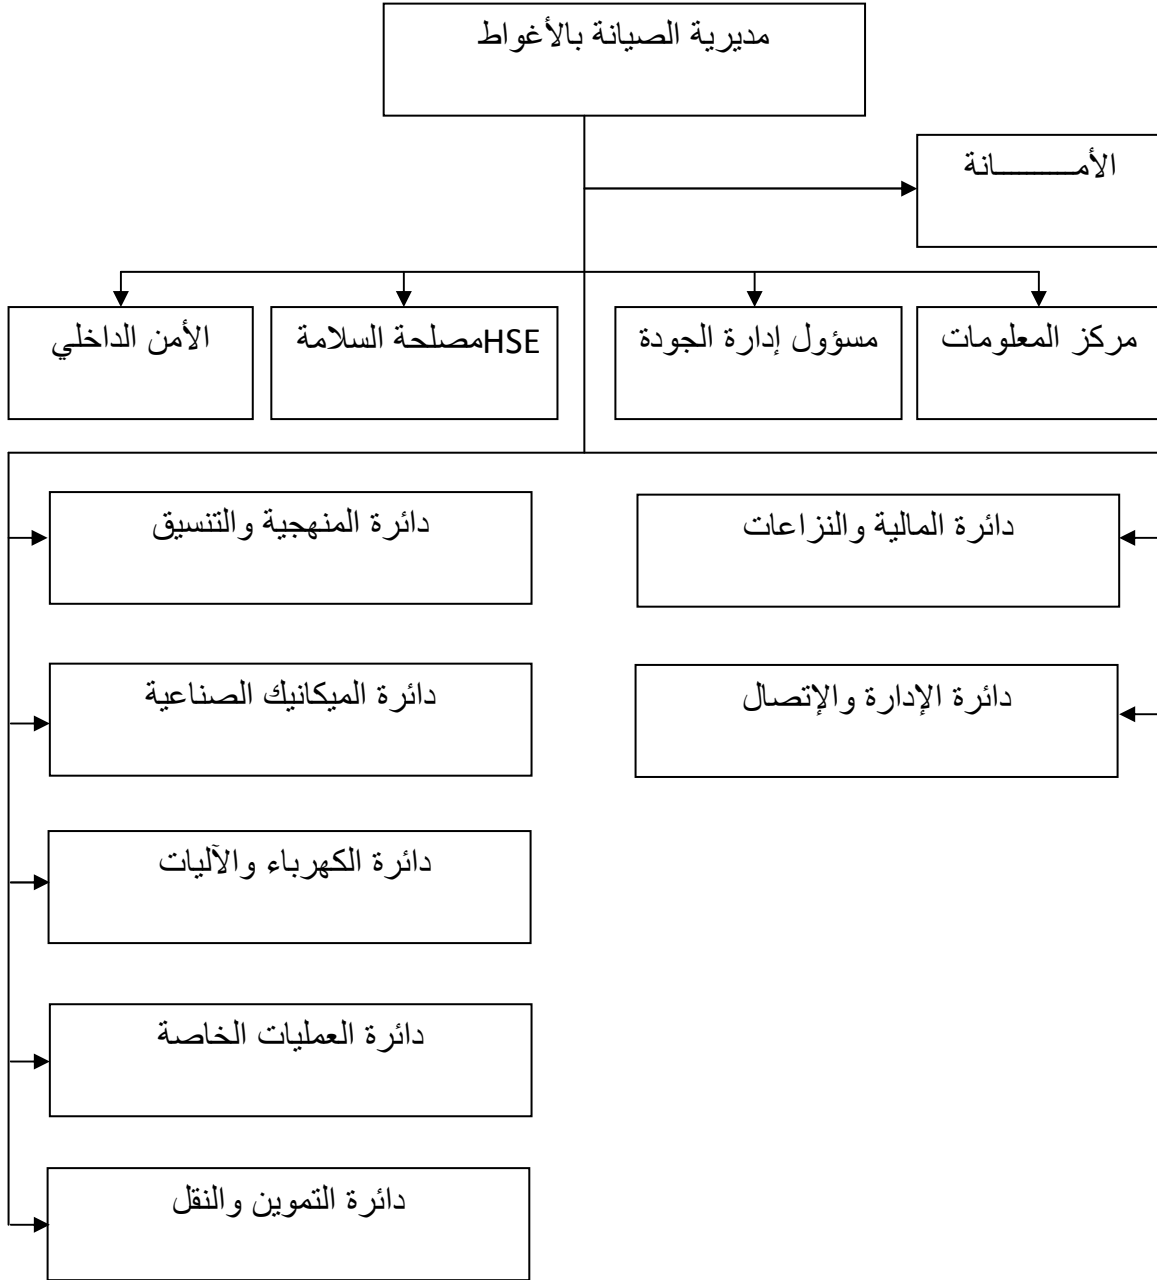 مديرية الصيانة بالأغواط
الأمـــــــــانة
مركز المعلومات
مسؤول إدارة الجودة
HSEمصلحة السلامة
الأمن الداخلي
دائرة المالية والنزاعات
دائرة المنهجية والتنسيق
دائرة الإدارة والإتصال
دائرة الميكانيك الصناعية
دائرة الكهرباء والآليات
دائرة العمليات الخاصة
دائرة التموين والنقل